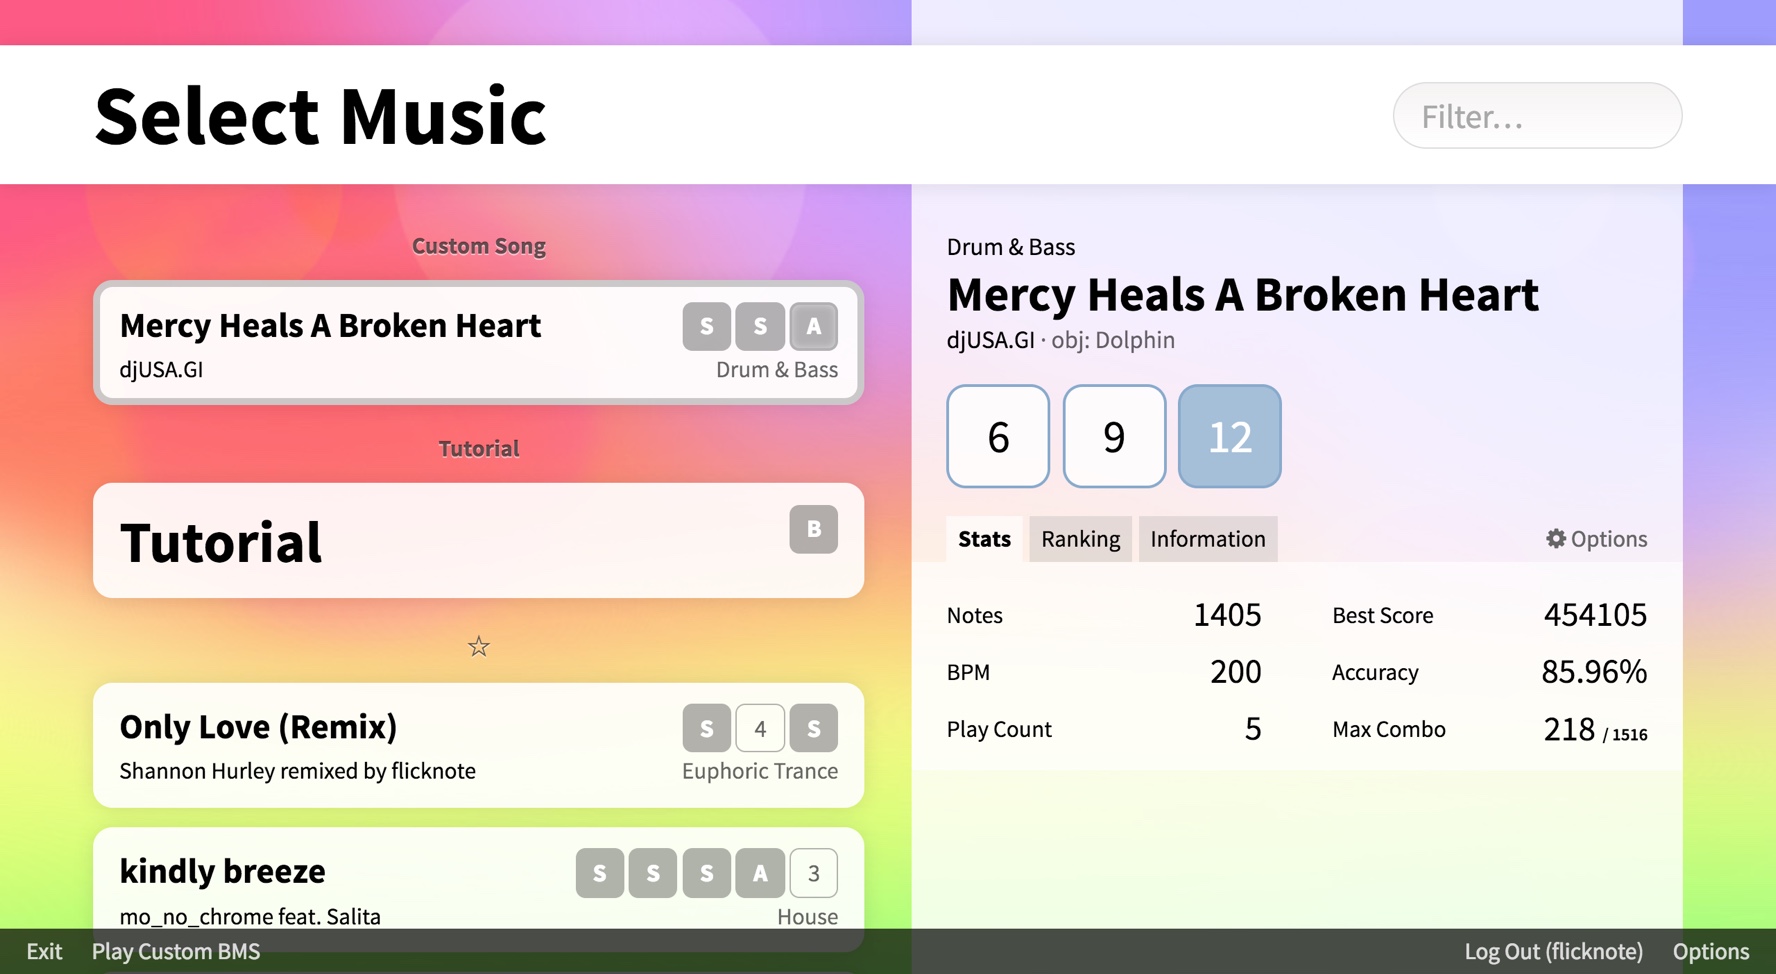 Select Music
Filter...
Custom Song
Mercy Heals A Broken Heart
S S A
djUSA.GI
Drum & Bass
Tutorial
Tutorial
B
☆
Only Love (Remix)
S 4 S
Shannon Hurley remixed by flicknote
Euphoric Trance
kindly breeze
S S S A 3
mo_no_chrome feat. Salita
House
Drum & Bass
Mercy Heals A Broken Heart
djUSA.GI · obj: Dolphin
6 9 12
Stats Ranking Information
Options
Notes 1405 Best Score 454105
BPM 200 Accuracy 85.96%
Play Count 5 Max Combo 218 / 1516
Exit Play Custom BMS
Log Out (flicknote) Options